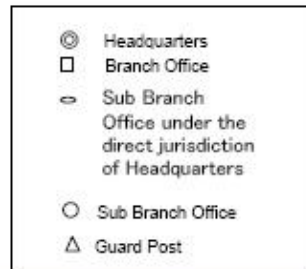 Headquarters
Branch Office
Sub Branch
Office under the
direct jurisdiction
of Headquarters
Sub Branch Office
Guard Post